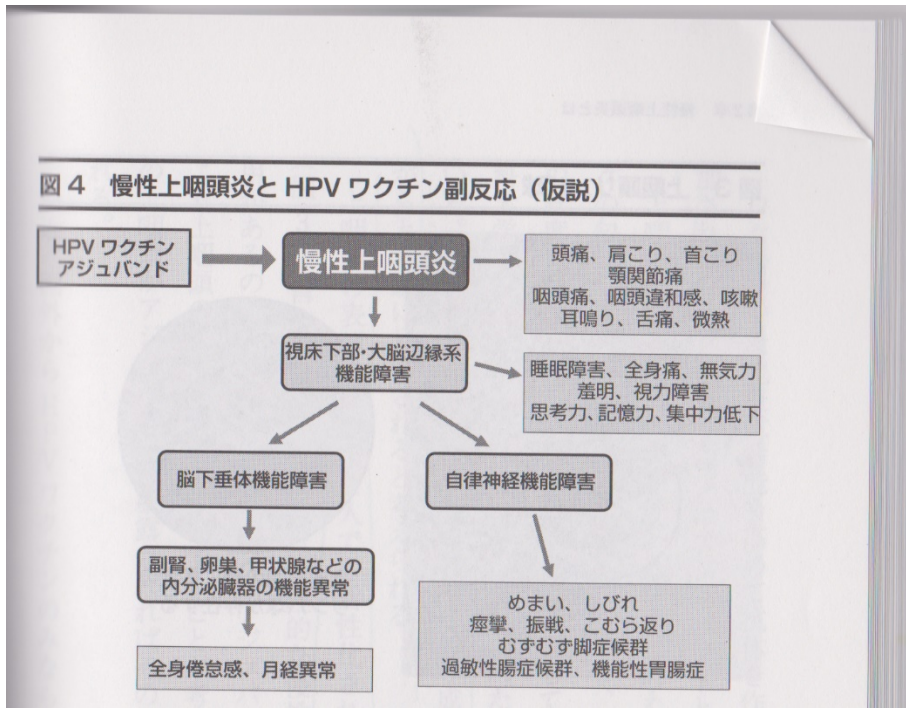 図4 慢性上咽頭炎と HPV ワクチン副反応（仮説）
HPV ワクチン
アジュバンド
慢性上咽頭炎
頭痛、肩こり、首こり
顎関節痛
咽頭痛、咽頭違和感、咳嗽
耳鳴り、舌痛、微熱
視床下部・大脳辺縁系
機能障害
睡眠障害、全身痛、無気力
羞明、視力障害
思考力、記憶力、集中力低下
脳下垂体機能障害
自律神経機能障害
副腎、卵巣、甲状腺などの
内分泌臓器の機能異常
めまい、しびれ
痙攣、振戦、こむら返り
むずむず脚症候群
過敏性腸症候群、機能性胃腸症
全身倦怠感、月経異常